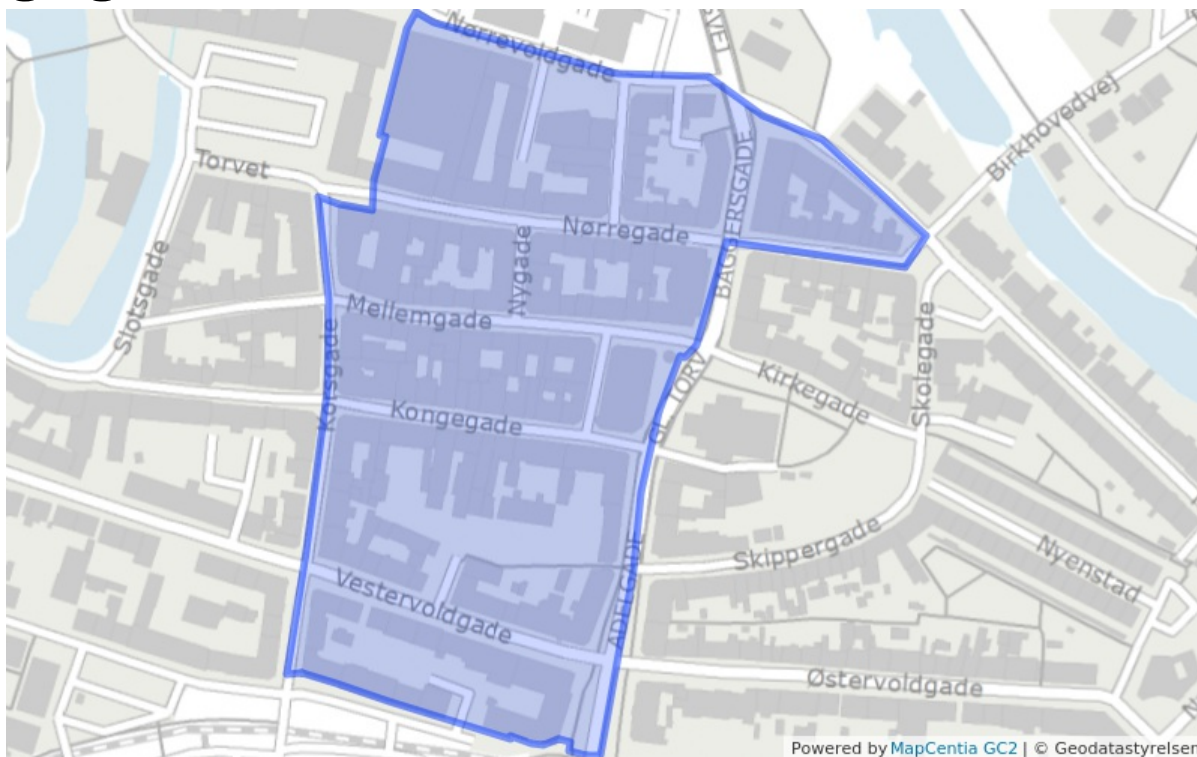 Nørrevoldgade
SVEJ
Birkhovedvej
Torvet
BAGGERSGADE
Nørregade
Nygade
Slotsgade
Mellemgade
Korsgade
Kirkegade
Skolegade
GL. TORV
Kongegade
Skippergade
Nyenstad
ADELGADE
Vestervoldgade
Østervoldgade
Powered by MapCentia GC2 | © Geodatastyrelsen